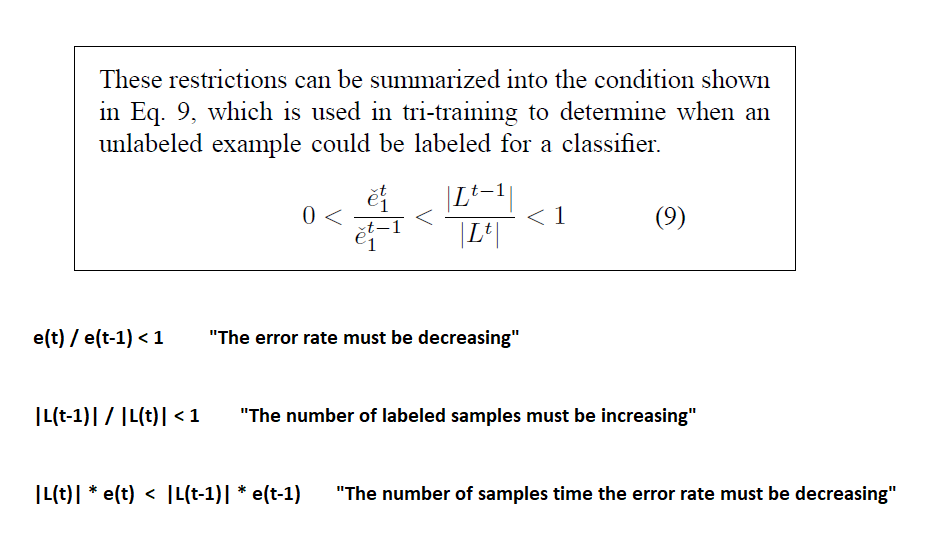 These restrictions can be summarized into the condition shown
in Eq. 9, which is used in tri-training to determine when an
unlabeled example could be labeled for a classifier.
0 < ě₁ᵗ / ě₁ᵗ⁻¹ < |Lᵗ⁻¹| / |Lᵗ| < 1 (9)
e(t) / e(t-1) < 1 "The error rate must be decreasing"
|L(t-1)| / |L(t)| < 1 "The number of labeled samples must be increasing"
|L(t)| * e(t) < |L(t-1)| * e(t-1) "The number of samples time the error rate must be decreasing"